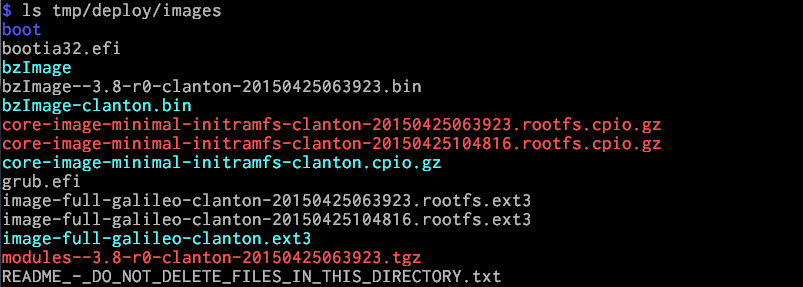 $ ls tmp/deploy/images
boot
bootia32.efi
bzImage
bzImage--3.8-r0-clanton-20150425063923.bin
bzImage-clanton.bin
core-image-minimal-initramfs-clanton-20150425063923.rootfs.cpio.gz
core-image-minimal-initramfs-clanton-20150425104816.rootfs.cpio.gz
core-image-minimal-initramfs-clanton.cpio.gz
grub.efi
image-full-galileo-clanton-20150425063923.rootfs.ext3
image-full-galileo-clanton-20150425104816.rootfs.ext3
image-full-galileo-clanton.ext3
modules--3.8-r0-clanton-20150425063923.tgz
README_-_DO_NOT_DELETE_FILES_IN_THIS_DIRECTORY.txt